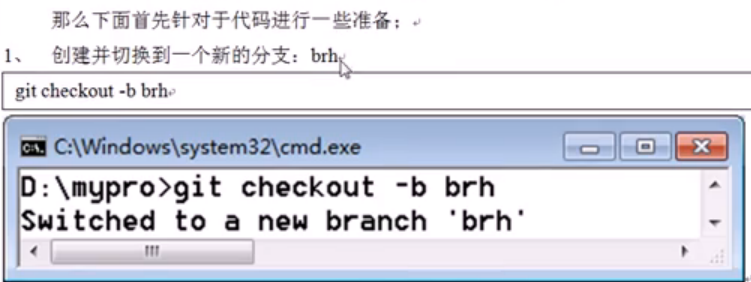 那么下面首先针对于代码进行一些准备；
1、 创建并切换到一个新的分支：brh
git checkout -b brh
C:\Windows\system32\cmd.exe
D:\mypro>git checkout -b brh
Switched to a new branch 'brh'